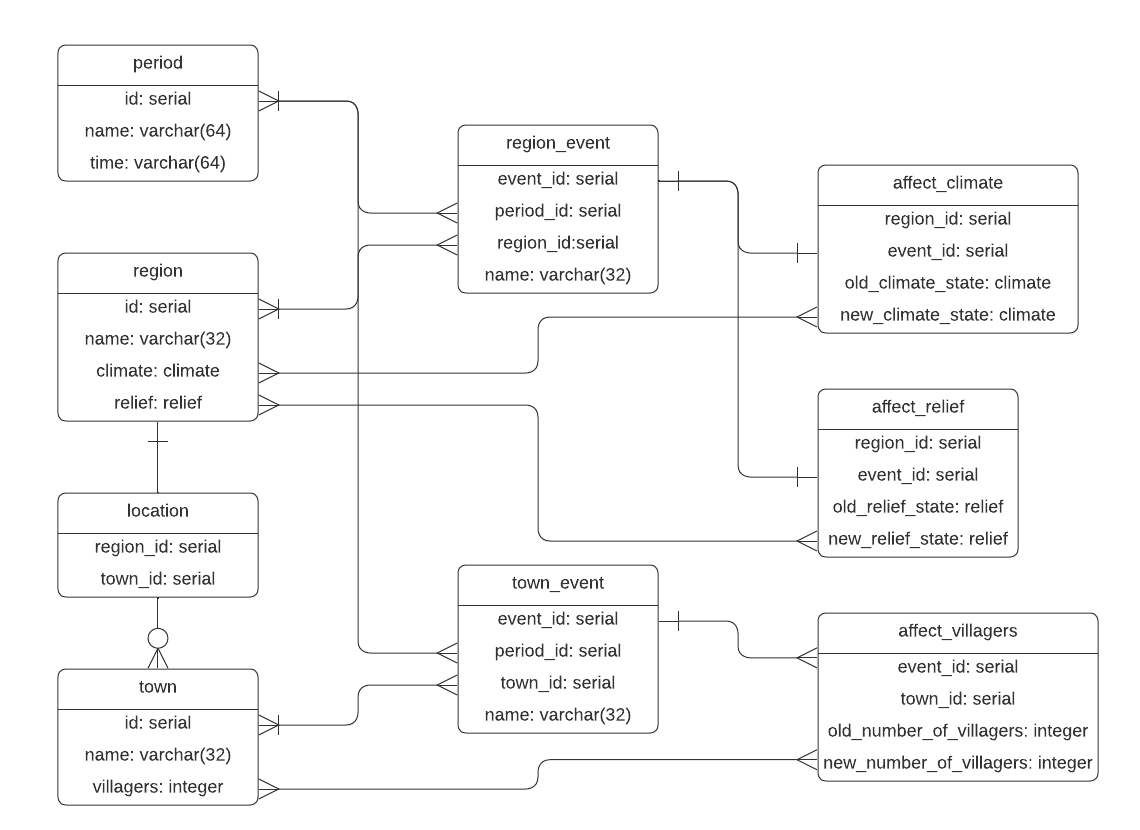 period
id: serial
name: varchar(64)
time: varchar(64)
region
id: serial
name: varchar(32)
climate: climate
relief: relief
location
region_id: serial
town_id: serial
town
id: serial
name: varchar(32)
villagers: integer
region_event
event_id: serial
period_id: serial
region_id:serial
name: varchar(32)
town_event
event_id: serial
period_id: serial
town_id: serial
name: varchar(32)
affect_climate
region_id: serial
event_id: serial
old_climate_state: climate
new_climate_state: climate
affect_relief
region_id: serial
event_id: serial
old_relief_state: relief
new_relief_state: relief
affect_villagers
event_id: serial
town_id: serial
old_number_of_villagers: integer
new_number_of_villagers: integer